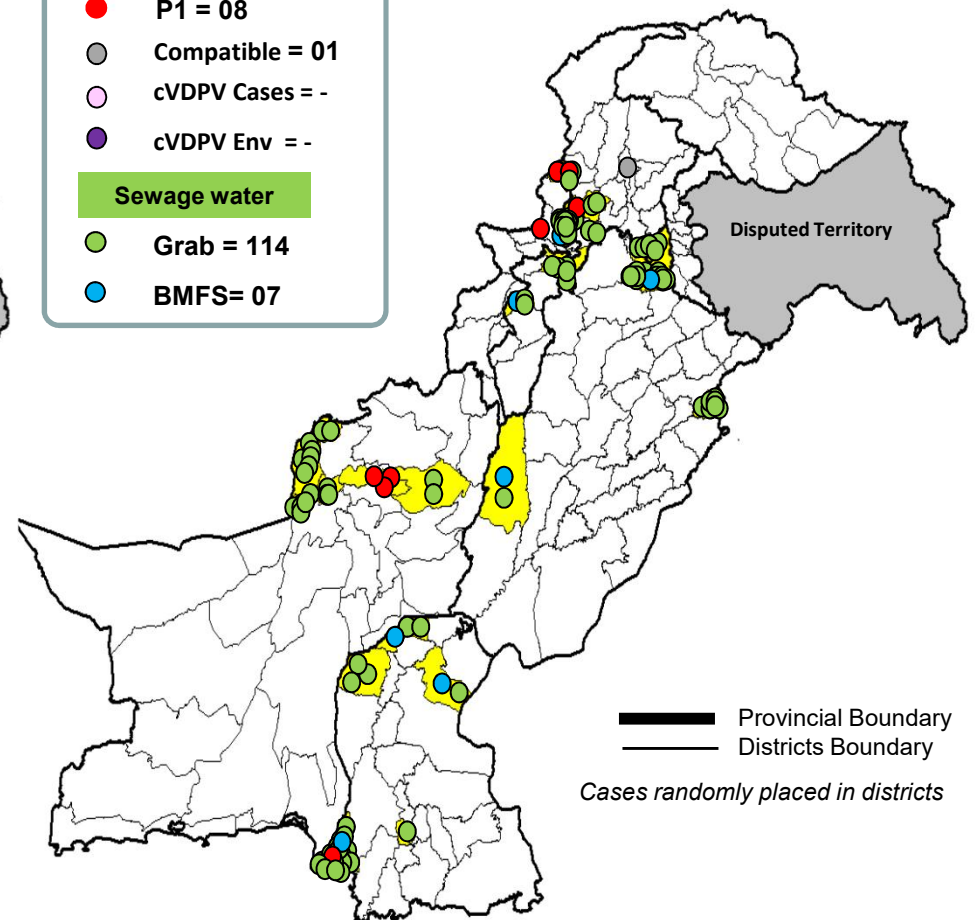 P1 = 08
Compatible = 01
cVDPV Cases = -
cVDPV Env = -
Sewage water
Grab = 114
BMFS= 07
Disputed Territory
Provincial Boundary
Districts Boundary
Cases randomly placed in districts